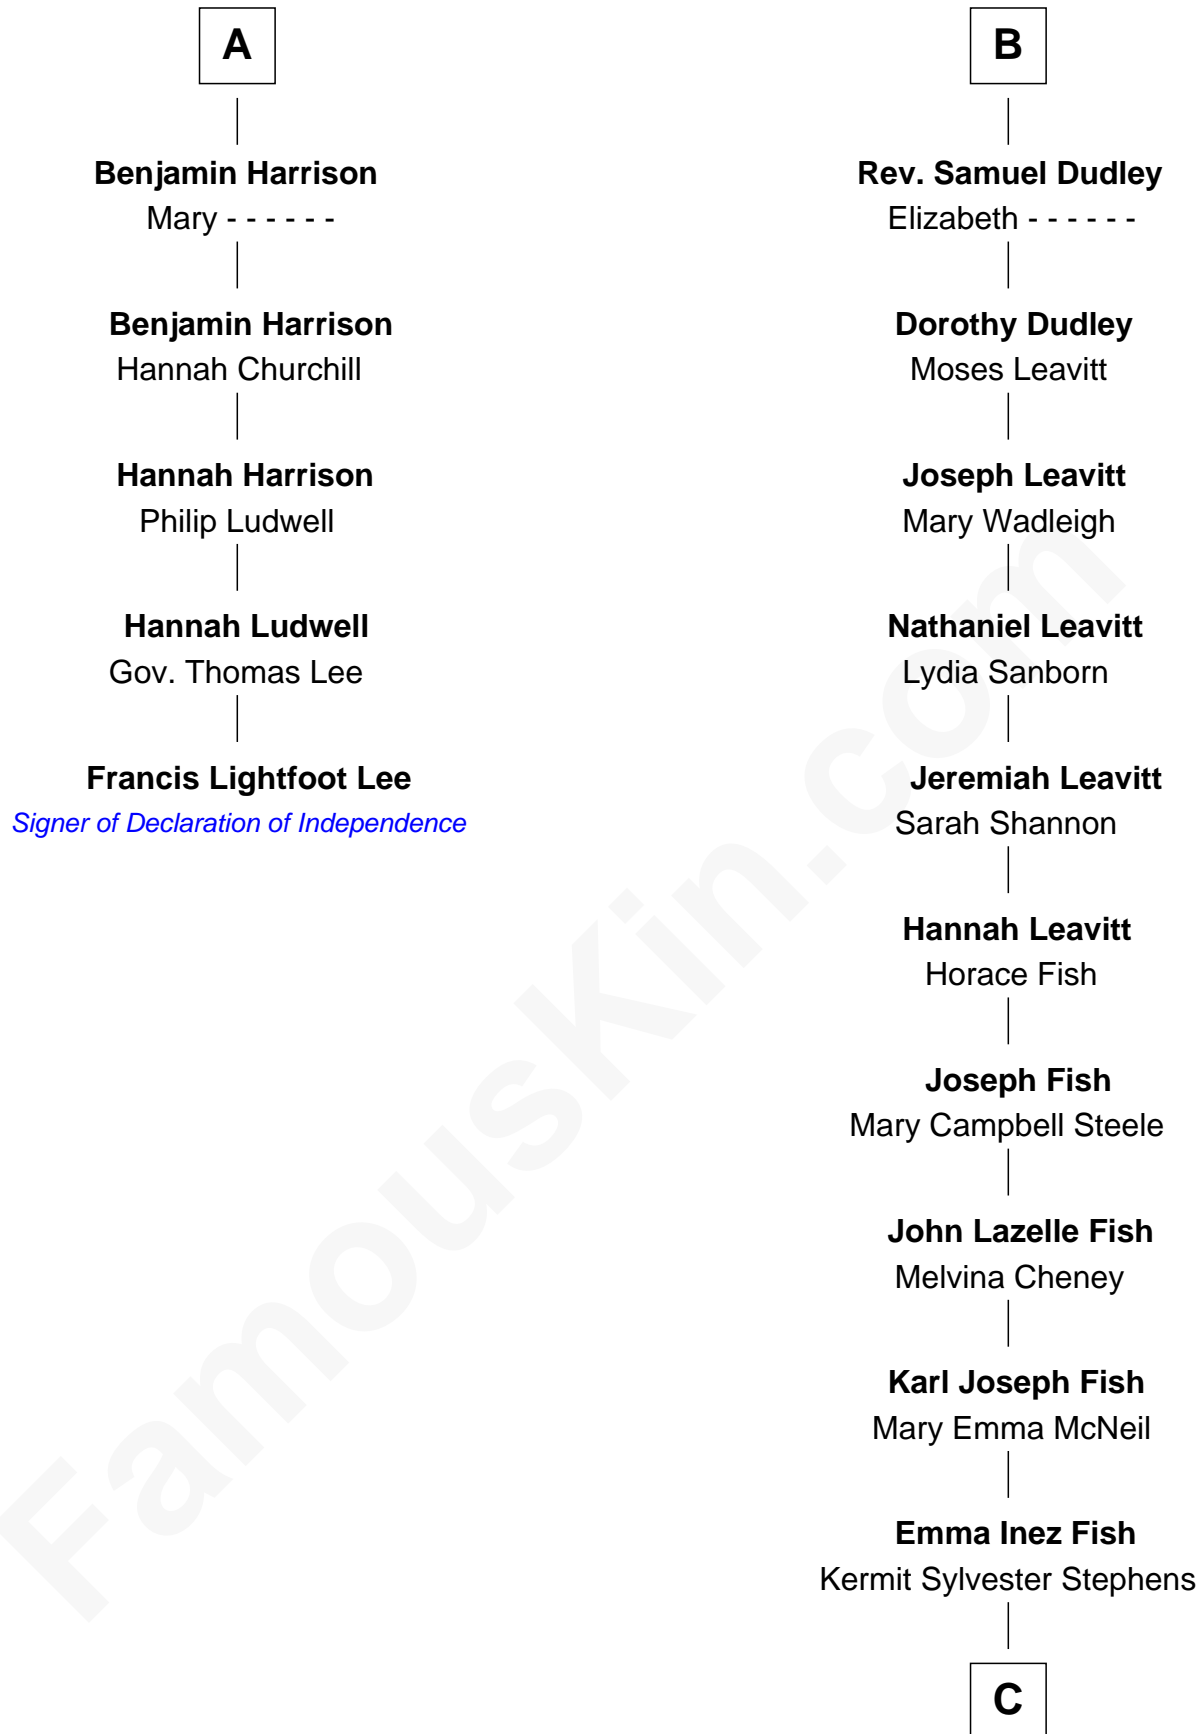 A
Benjamin Harrison
Mary - - - - - -
Benjamin Harrison
Hannah Churchill
Hannah Harrison
Philip Ludwell
Hannah Ludwell
Gov. Thomas Lee
Francis Lightfoot Lee
Signer of Declaration of Independence
B
Rev. Samuel Dudley
Elizabeth - - - - - -
Dorothy Dudley
Moses Leavitt
Joseph Leavitt
Mary Wadleigh
Nathaniel Leavitt
Lydia Sanborn
Jeremiah Leavitt
Sarah Shannon
Hannah Leavitt
Horace Fish
Joseph Fish
Mary Campbell Steele
John Lazelle Fish
Melvina Cheney
Karl Joseph Fish
Mary Emma McNeil
Emma Inez Fish
Kermit Sylvester Stephens
C
FamousKin.com